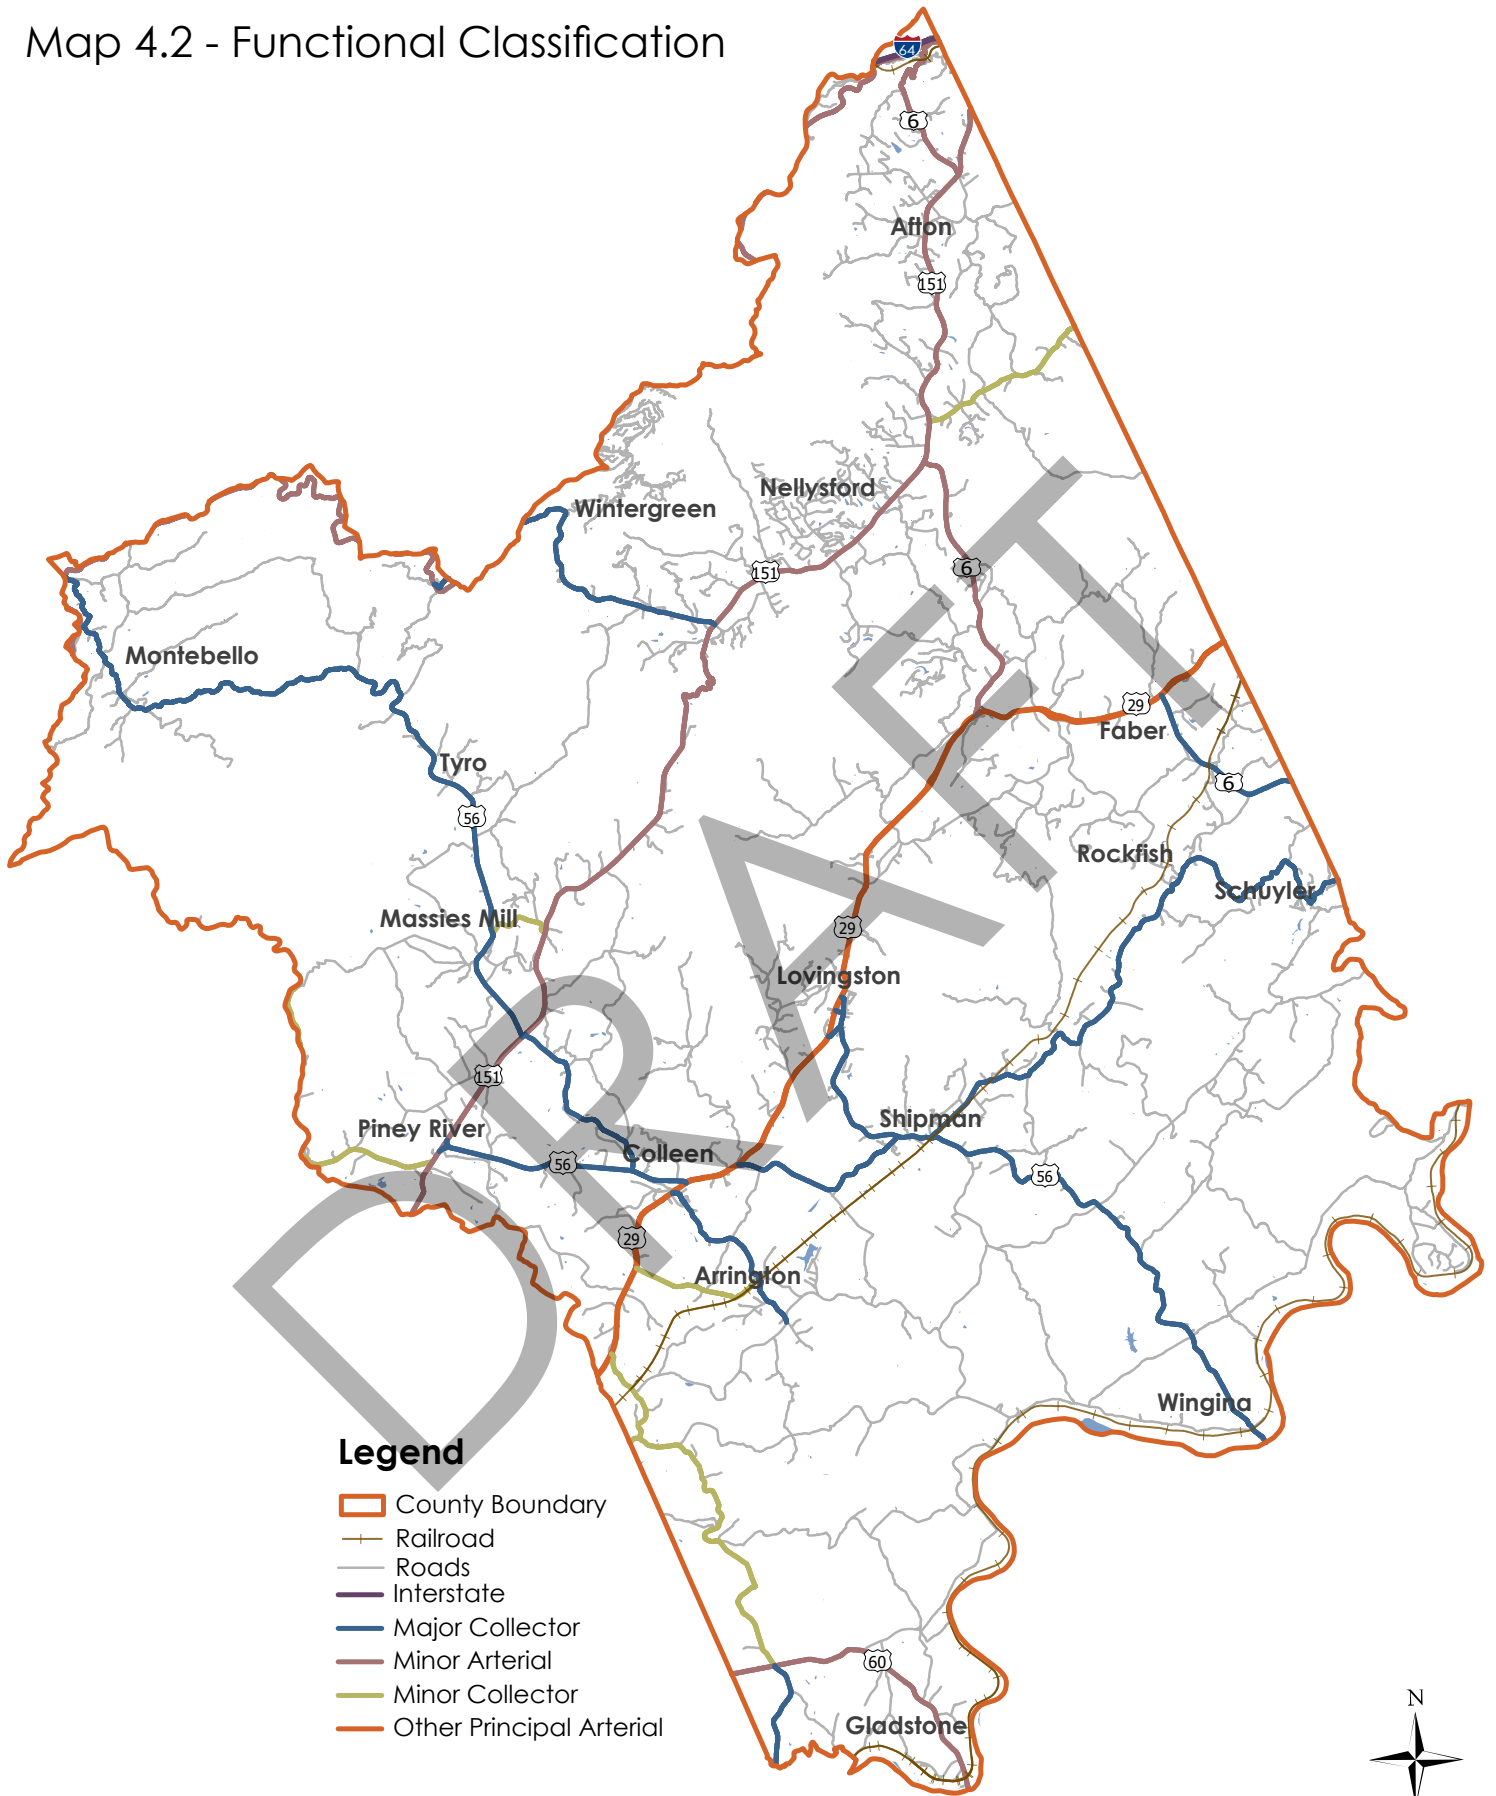 Map 4.2 - Functional Classification
64
6
Afton
151
Nellysford
Wintergreen
151
6
Montebello
29
Faber
Tyro
6
56
Rockfish
Schuyler
Massies Mill
29
Lovingston
151
Shipman
Piney River
Colleen
56
56
29
Arrington
Wingina
DRAFT
Legend
County Boundary
Railroad
Roads
Interstate
Major Collector
Minor Arterial
Minor Collector
Other Principal Arterial
60
Gladstone
N